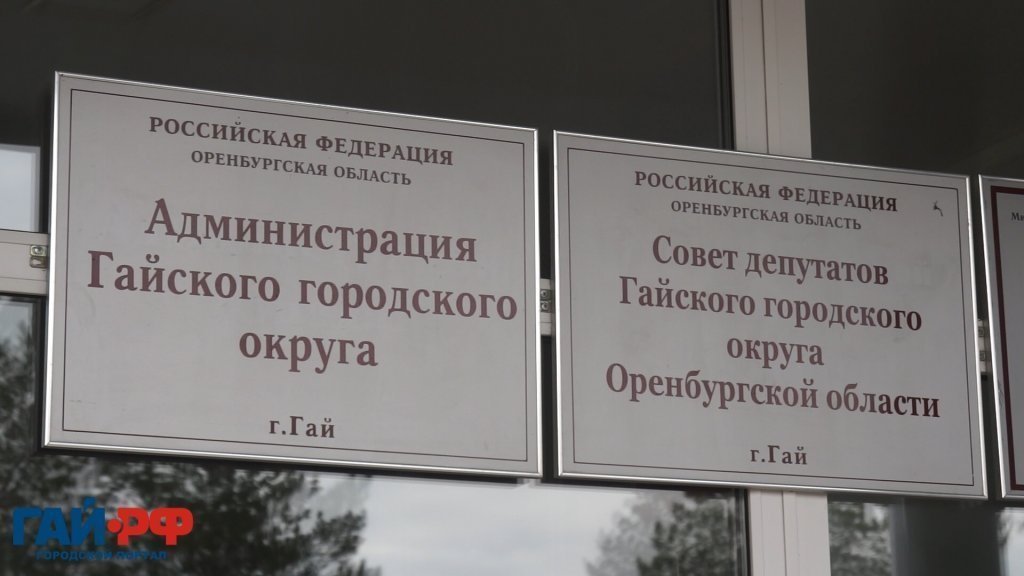 РОССИЙСКАЯ ФЕДЕРАЦИЯ
ОРЕНБУРГСКАЯ ОБЛАСТЬ
Администрация
Гайского городского
округа
г.Гай
РОССИЙСКАЯ ФЕДЕРАЦИЯ
ОРЕНБУРГСКАЯ ОБЛАСТЬ
Совет депутатов
Гайского городского
округа
Оренбургской области
г.Гай
ГАЙ.РФ
ГОРОДСКОЙ ПОРТАЛ